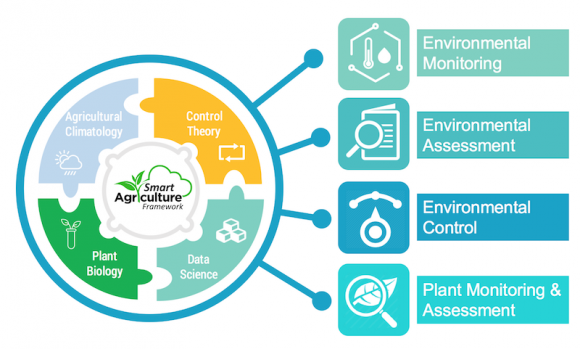 Agricultural
Climatology
Control
Theory
Smart
Agriculture
Framework
Plant
Biology
Data
Science
Environmental
Monitoring
Environmental
Assessment
Environmental
Control
Plant Monitoring &
Assessment